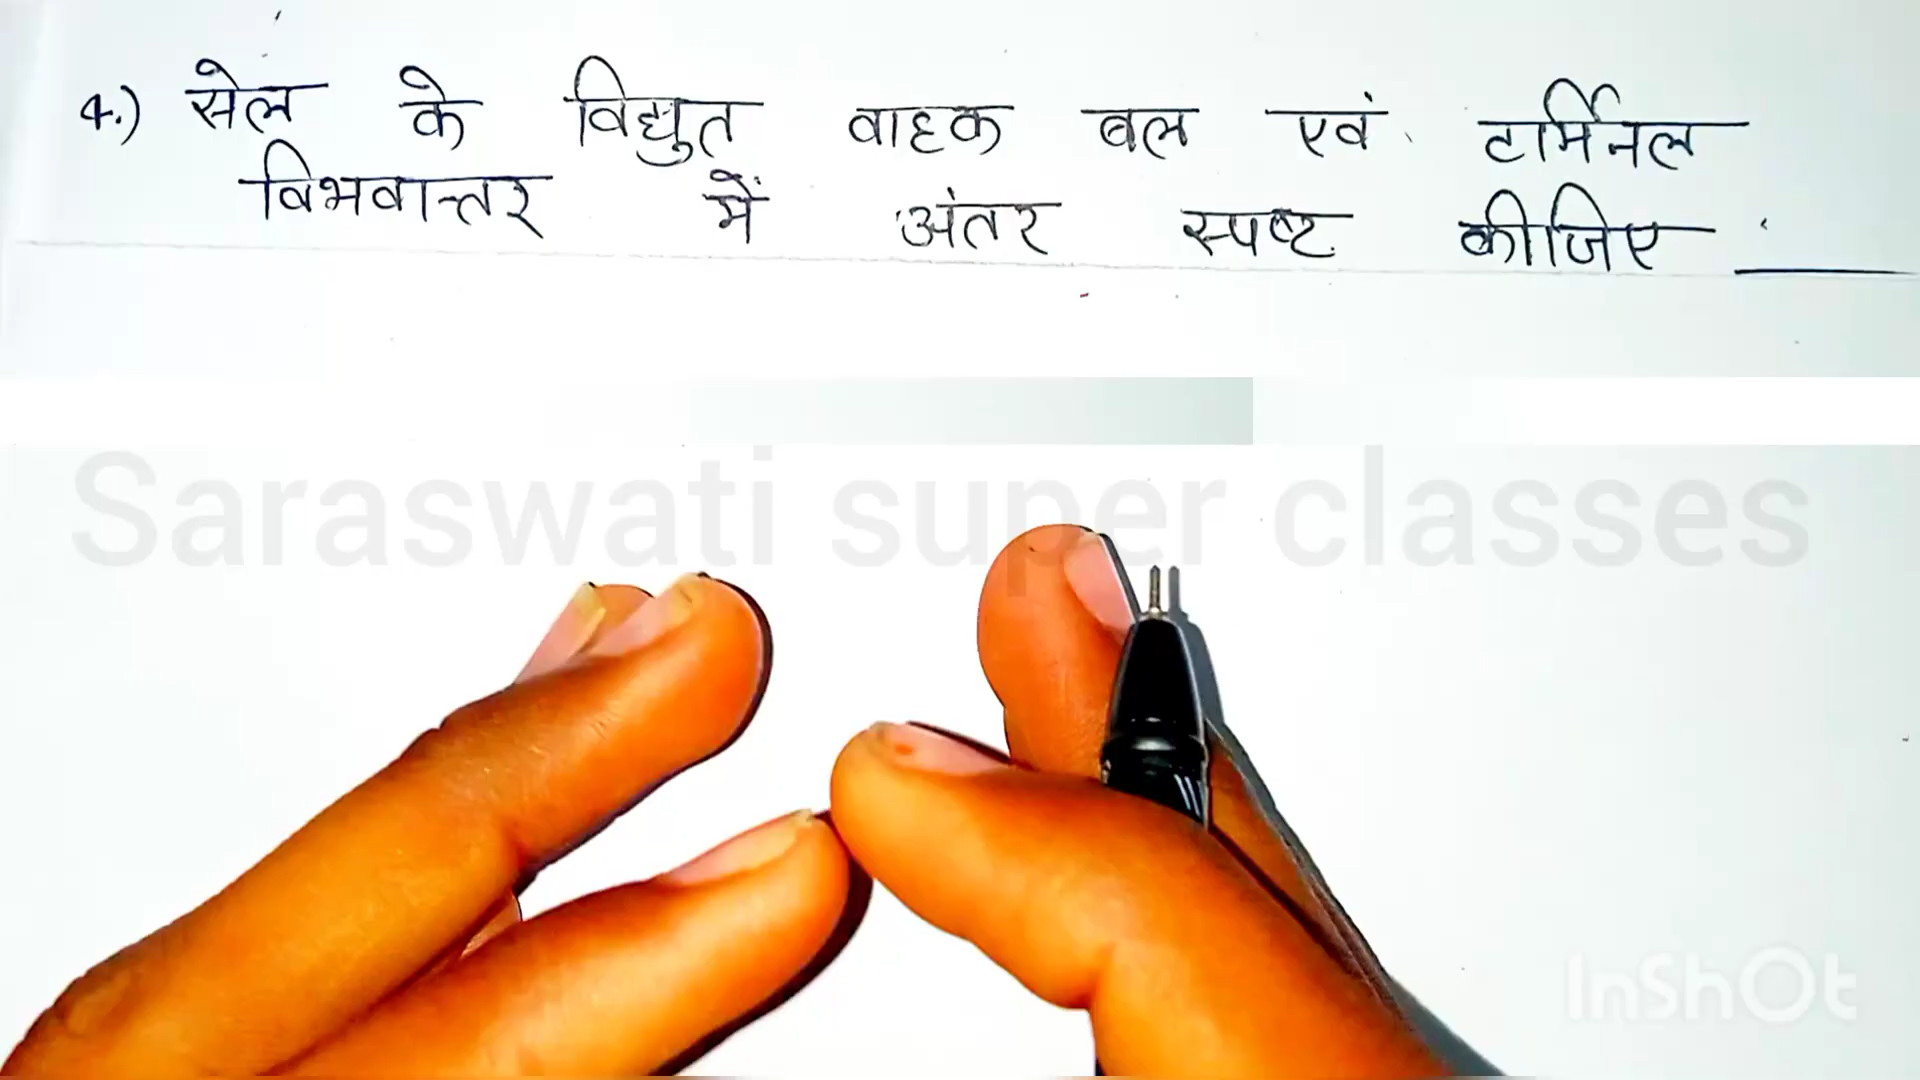 4.) सेल के विद्युत वाहक बल एवं टर्मिनल
विभवान्तर में अंतर स्पष्ट कीजिए
Saraswati super classes
InShOt